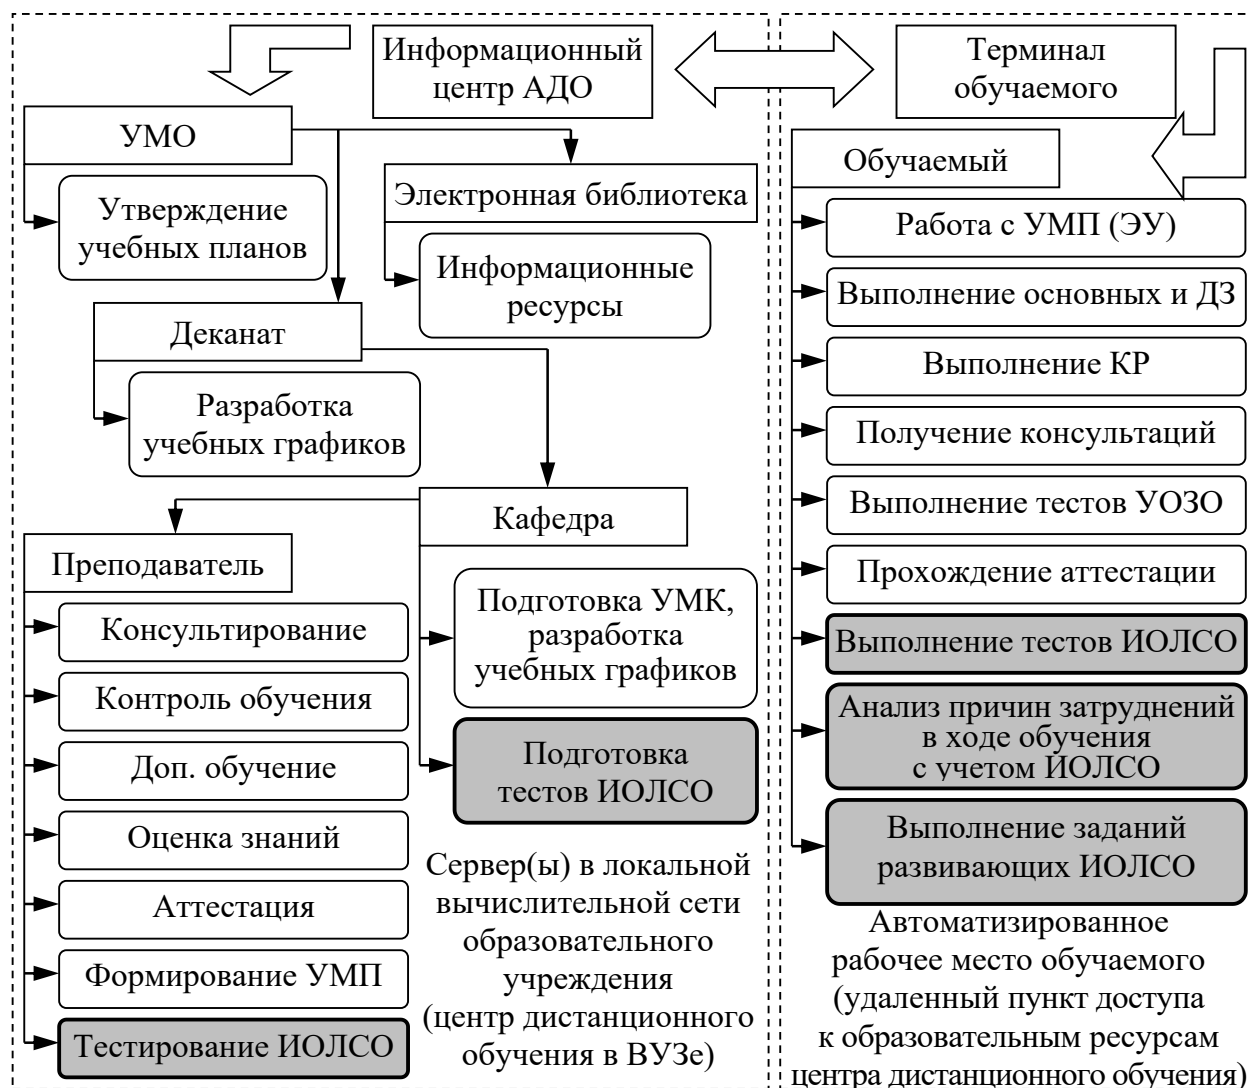 Информационный
центр АДО
УМО
Утверждение
учебных планов
Электронная библиотека
Информационные
ресурсы
Деканат
Разработка
учебных графиков
Кафедра
Преподаватель
Консультирование
Контроль обучения
Доп. обучение
Оценка знаний
Аттестация
Формирование УМП
Тестирование ИОЛСО
Подготовка УМК,
разработка
учебных графиков
Подготовка
тестов ИОЛСО
Сервер(ы) в локальной
вычислительной сети
образовательного
учреждения
(центр дистанционного
обучения в ВУЗе)
Терминал
обучаемого
Обучаемый
Работа с УМП (ЭУ)
Выполнение основных и ДЗ
Выполнение КР
Получение консультаций
Выполнение тестов УОЗО
Прохождение аттестации
Выполнение тестов ИОЛСО
Анализ причин затруднений
в ходе обучения
с учетом ИОЛСО
Выполнение заданий
развивающих ИОЛСО
Автоматизированное
рабочее место обучаемого
(удаленный пункт доступа
к образовательным ресурсам
центра дистанционного обучения)